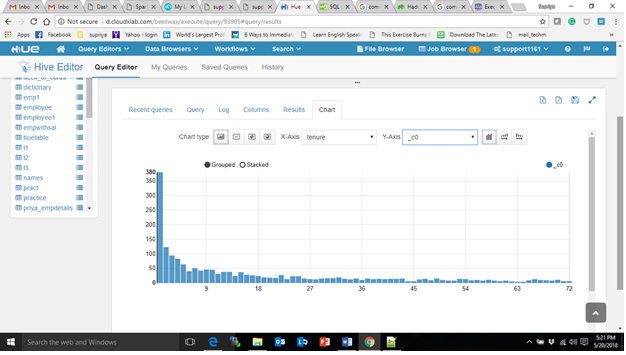 Inbo
M Inbo
Dash
Spar
My L
supp
supp
Hue
SQL
com
Hado
com
Exec
Supriya
Not secure | d.cloudxlab.com/beeswax/execute/query/93905#query/results
Apps Facebook supriya Yahoo - login World's Largest Prof 6 Ways to Immediate Learn English Speak This Exercise Burns F Download The Latest mail_techm
HUE Query Editors Data Browsers Workflows Search File Browser Job Browser 1 support1161
Hive Editor Query Editor My Queries Saved Queries History
deck_of_cards
dictionary
emp1
employee
employee1
empwithsal
huetable
t1
t2
t3
names
pract
practice
priya_empdetails
Recent queries Query Log Columns Results Chart
Chart type X-Axis tenure Y-Axis _c0
Grouped Stacked _c0
380
350
300
250
200
150
100
50
0
9 18 27 36 45 54 63 72
Search the web and Windows
5:21 PM
5/20/2018